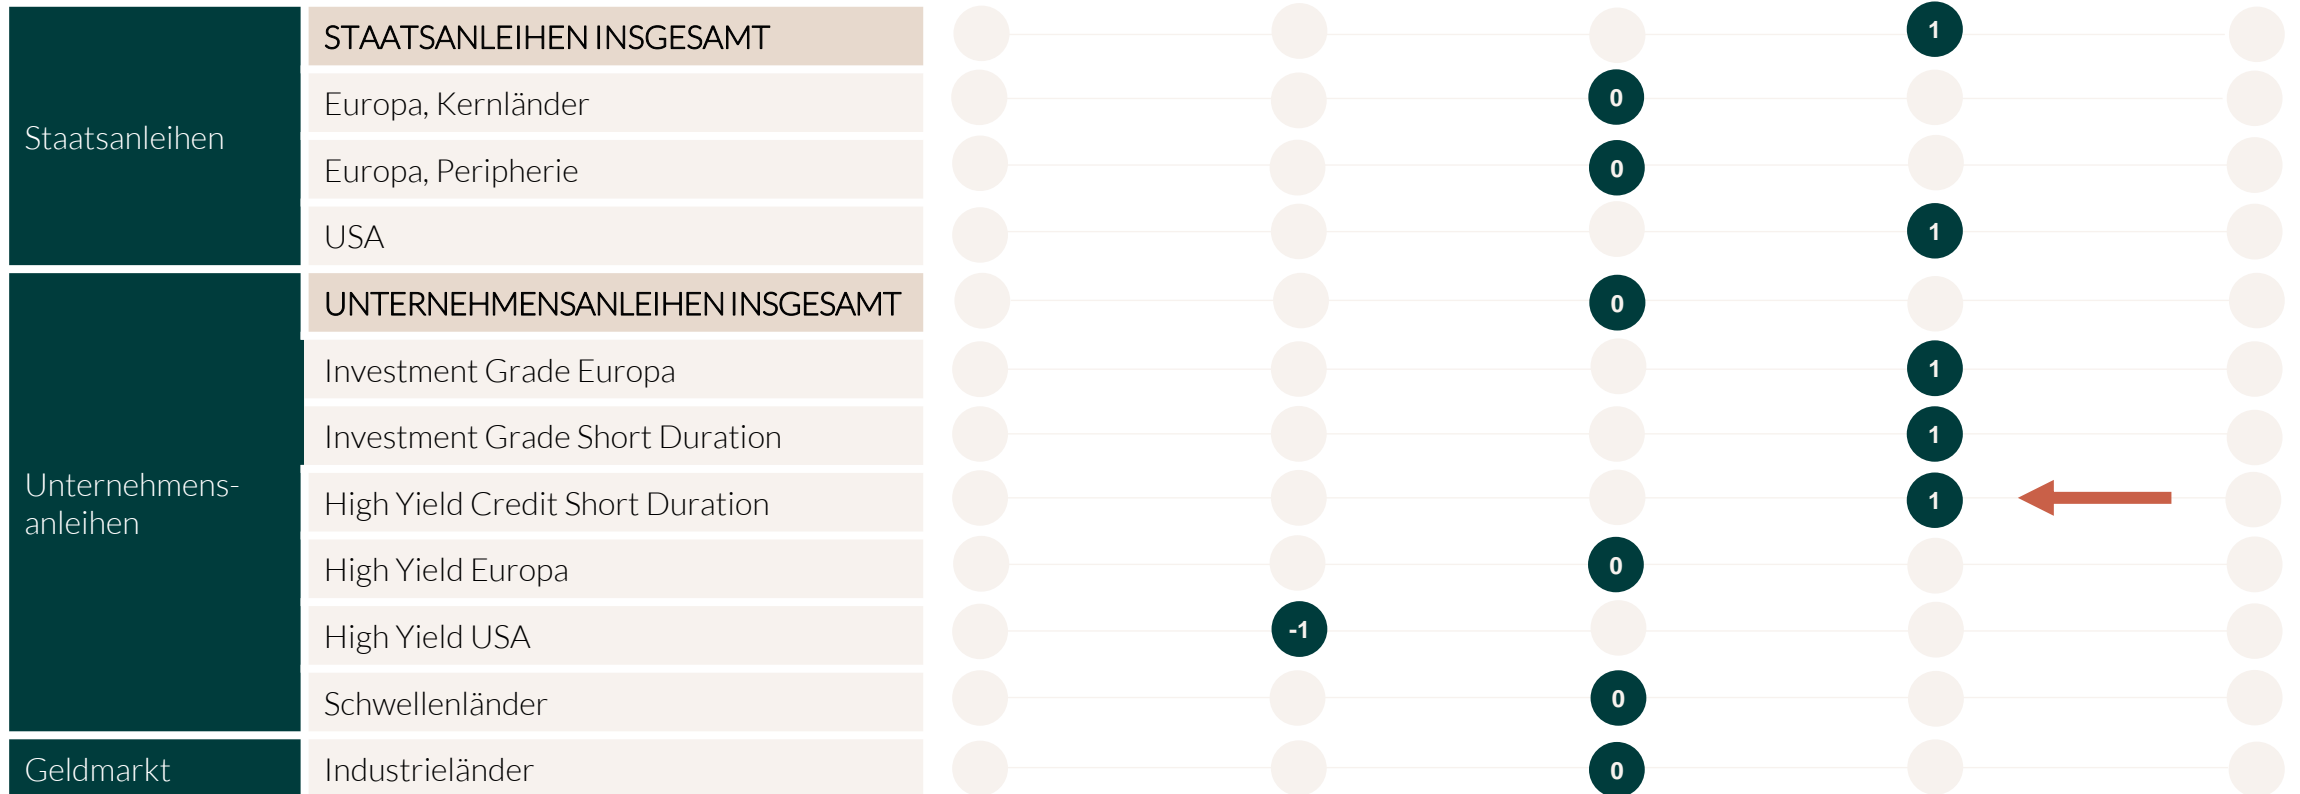 Staatsanleihen
STAATSANLEIHEN INSGESAMT 1
Europa, Kernländer 0
Europa, Peripherie 0
USA 1
Unternehmens-
anleihen
UNTERNEHMENSANLEIHEN INSGESAMT 0
Investment Grade Europa 1
Investment Grade Short Duration 1
High Yield Credit Short Duration 1
High Yield Europa 0
High Yield USA -1
Schwellenländer 0
Geldmarkt
Industrieländer 0